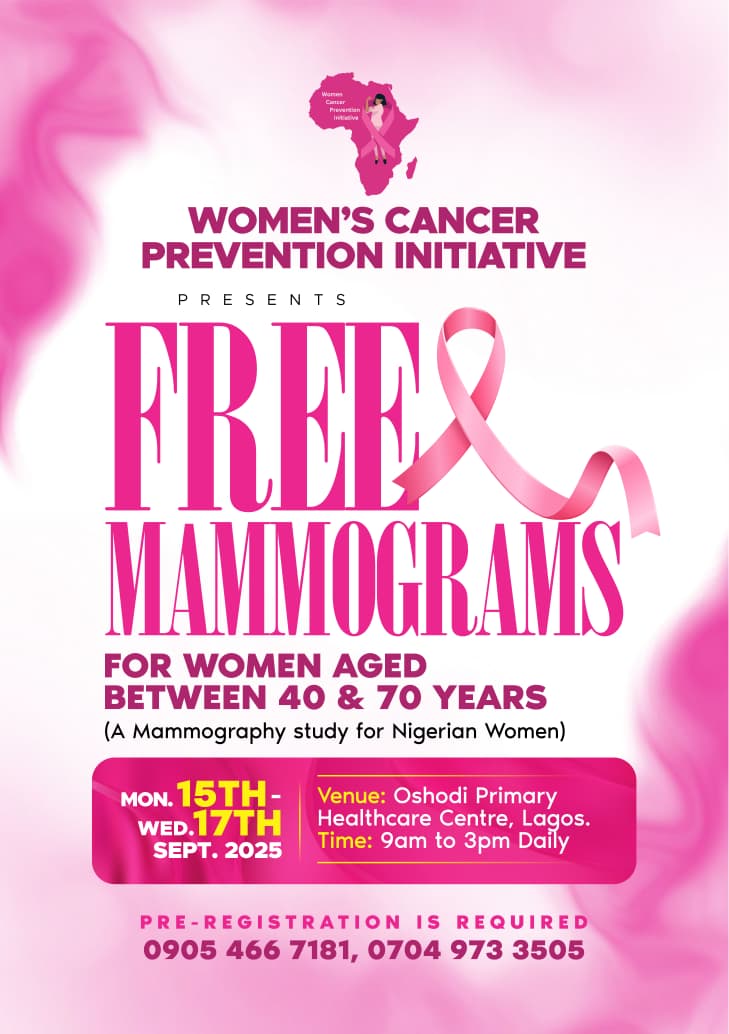 Women
Cancer
Prevention
Initiative
WOMEN'S CANCER
PREVENTION INITIATIVE
PRESENTS
FREE
MAMMOGRAMS
FOR WOMEN AGED
BETWEEN 40 & 70 YEARS
(A Mammography study for Nigerian Women)
MON. 15TH -
WED. 17TH
SEPT. 2025
Venue: Oshodi Primary
Healthcare Centre, Lagos.
Time: 9am to 3pm Daily
PRE-REGISTRATION IS REQUIRED
0905 466 7181, 0704 973 3505